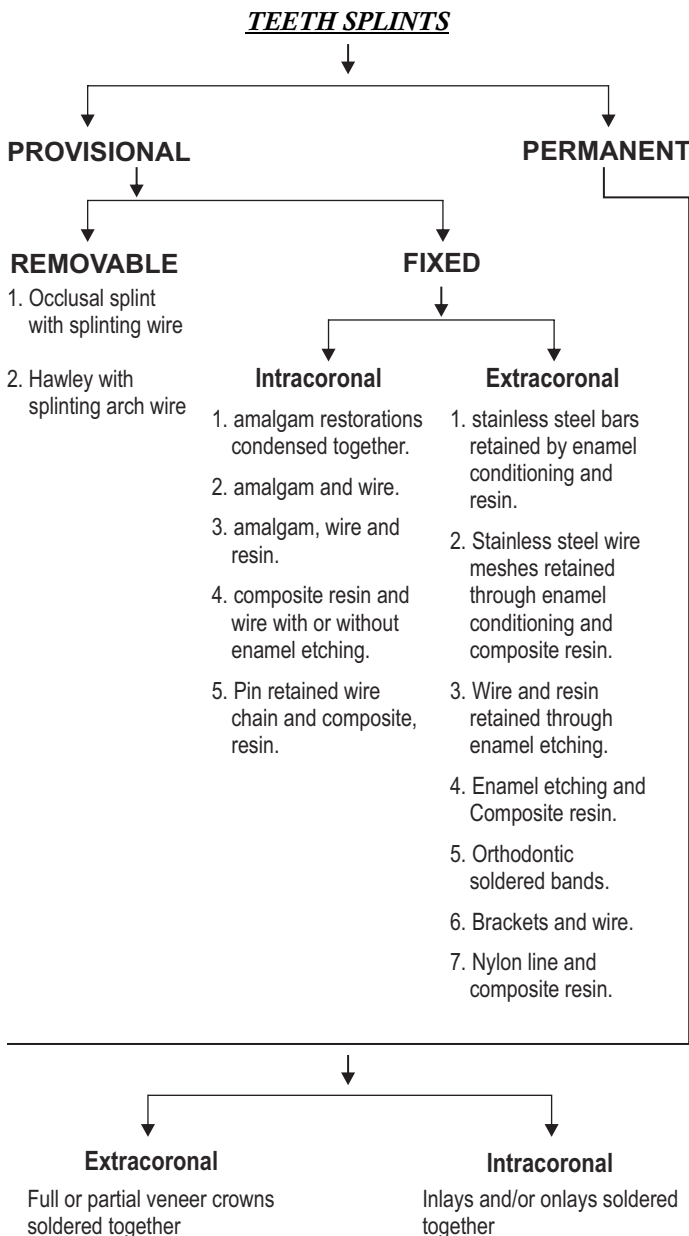 TEETH SPLINTS
PROVISIONAL
PERMANENT
REMOVABLE
1. Occlusal splint
with splinting wire
2. Hawley with
splinting arch wire
FIXED
Intracoronal
1. amalgam restorations
condensed together.
2. amalgam and wire.
3. amalgam, wire and
resin.
4. composite resin and
wire with or without
enamel etching.
5. Pin retained wire
chain and composite,
resin.
Extracoronal
1. stainless steel bars
retained by enamel
conditioning and
resin.
2. Stainless steel wire
meshes retained
through enamel
conditioning and
composite resin.
3. Wire and resin
retained through
enamel etching.
4. Enamel etching and
Composite resin.
5. Orthodontic
soldered bands.
6. Brackets and wire.
7. Nylon line and
composite resin.
Extracoronal
Full or partial veneer crowns
soldered together
Intracoronal
Inlays and/or onlays soldered
together